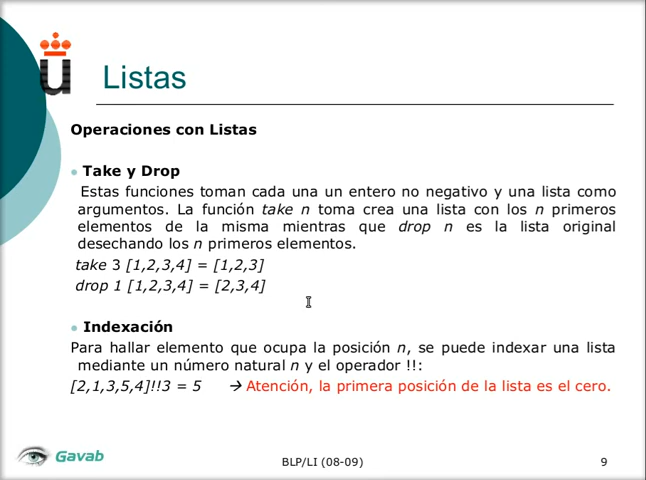 u
Listas
Operaciones con Listas
Take y Drop
Estas funciones toman cada una un entero no negativo y una lista como
argumentos. La función take n toma crea una lista con los n primeros
elementos de la misma mientras que drop n es la lista original
desechando los n primeros elementos.
take 3 [1,2,3,4] = [1,2,3]
drop 1 [1,2,3,4] = [2,3,4]
Indexación
Para hallar elemento que ocupa la posición n, se puede indexar una lista
mediante un número natural n y el operador !!:
[2,1,3,5,4]!!3 = 5 → Atención, la primera posición de la lista es el cero.
Gavab
BLP/LI (08-09)
9